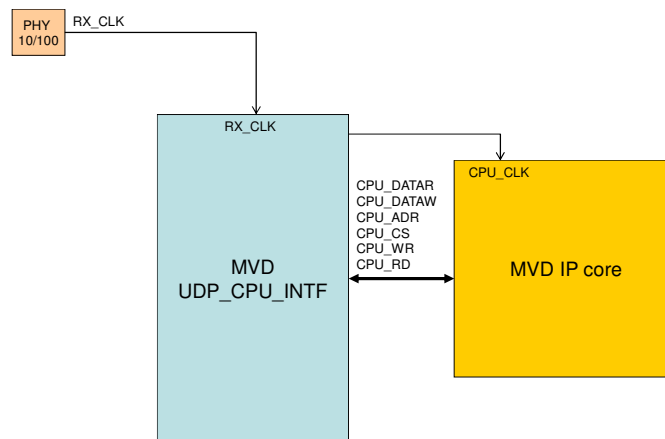 PHY
10/100
RX_CLK
RX_CLK
CPU_CLK
CPU_DATAR
CPU_DATAW
CPU_ADR
CPU_CS
CPU_WR
CPU_RD
MVD
UDP_CPU_INTF
MVD IP core